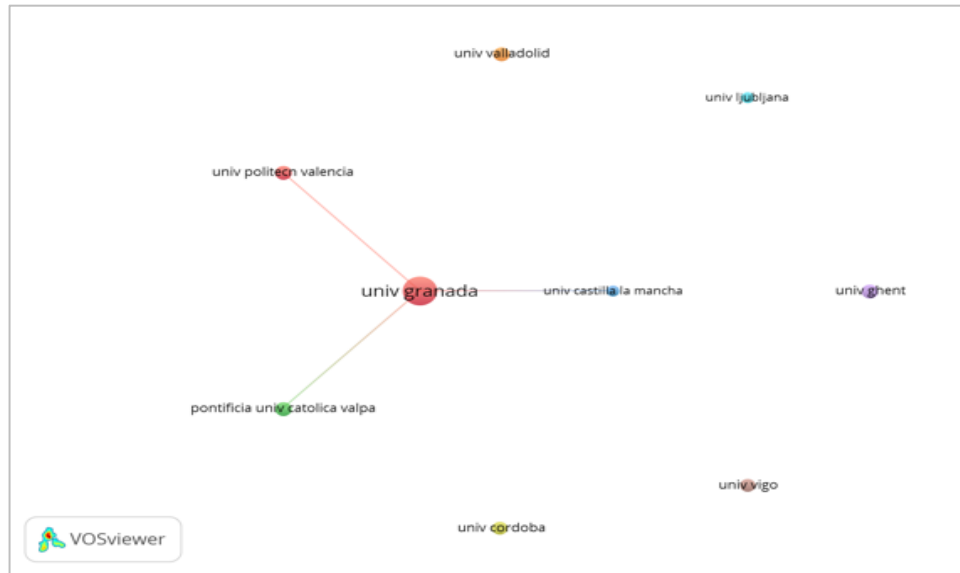 univ valladolid
univ ljubljana
univ politecn valencia
univ granada
univ castilla la mancha
univ ghent
pontificia univ catolica valpa
univ vigo
univ cordoba
VOSviewer